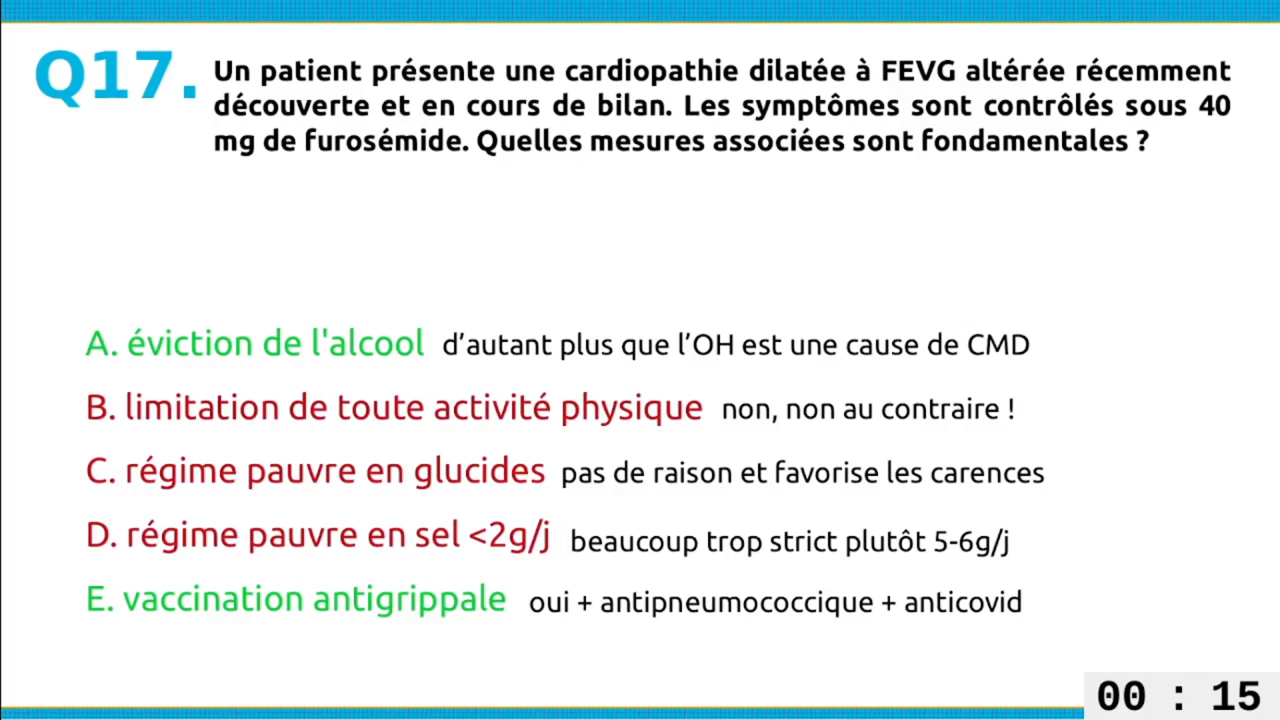 Q17.
Un patient présente une cardiopathie dilatée à FEVG altérée récemment
découverte et en cours de bilan. Les symptômes sont contrôlés sous 40
mg de furosémide. Quelles mesures associées sont fondamentales ?
A. éviction de l'alcool d’autant plus que l’OH est une cause de CMD
B. limitation de toute activité physique non, non au contraire !
C. régime pauvre en glucides pas de raison et favorise les carences
D. régime pauvre en sel <2g/j beaucoup trop strict plutôt 5-6g/j
E. vaccination antigrippale oui + antipneumococcique + anticovid
00 : 15